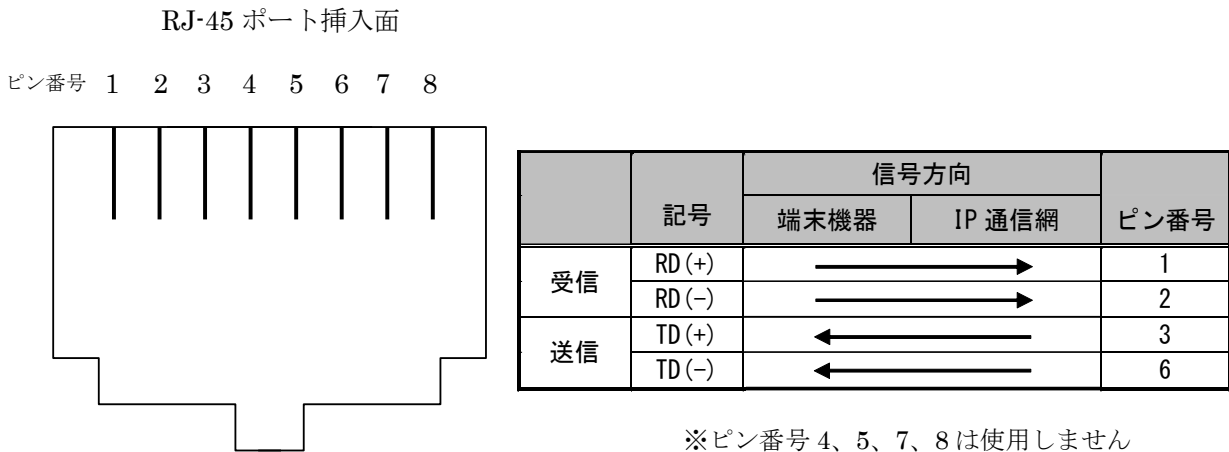 RJ-45 ポート挿入面
ピン番号 1 2 3 4 5 6 7 8
信号方向
記号 端末機器 IP 通信網 ピン番号
受信 RD(+) 1
RD(-) 2
送信 TD(+) 3
TD(-) 6
※ピン番号 4、5、7、8 は使用しません